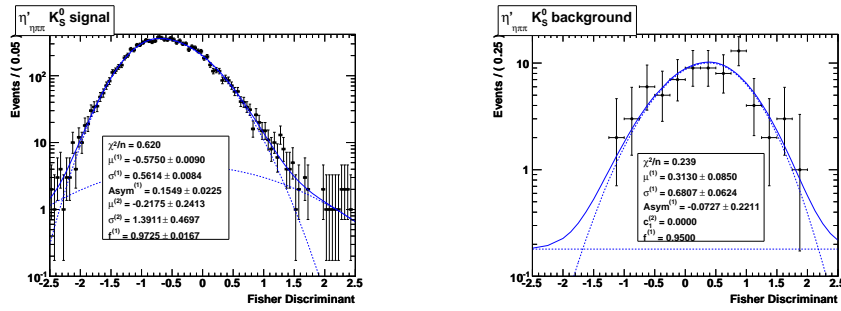 η'ηππ K⁰S signal
Events / ( 0.05
10²
10
1
10⁻¹
χ²/n = 0.620
μ⁽¹⁾ = -0.5750 ± 0.0090
σ⁽¹⁾ = 0.5614 ± 0.0084
Asym⁽¹⁾ = 0.1549 ± 0.0225
μ⁽²⁾ = -0.2175 ± 0.2413
σ⁽²⁾ = 1.3911 ± 0.4697
f⁽¹⁾ = 0.9725 ± 0.0167
-2.5 -2 -1.5 -1 -0.5 0 0.5 1 1.5 2 2.5
Fisher Discriminant
η'ηππ K⁰S background
Events / ( 0.25
10
1
10⁻¹
χ²/n = 0.239
μ⁽¹⁾ = 0.3130 ± 0.0850
σ⁽¹⁾ = 0.6807 ± 0.0624
Asym⁽¹⁾ = -0.0727 ± 0.2211
c₁⁽²⁾ = 0.0000
f⁽¹⁾ = 0.9500
-2.5 -2 -1.5 -1 -0.5 0 0.5 1 1.5 2 2.5
Fisher Discriminant